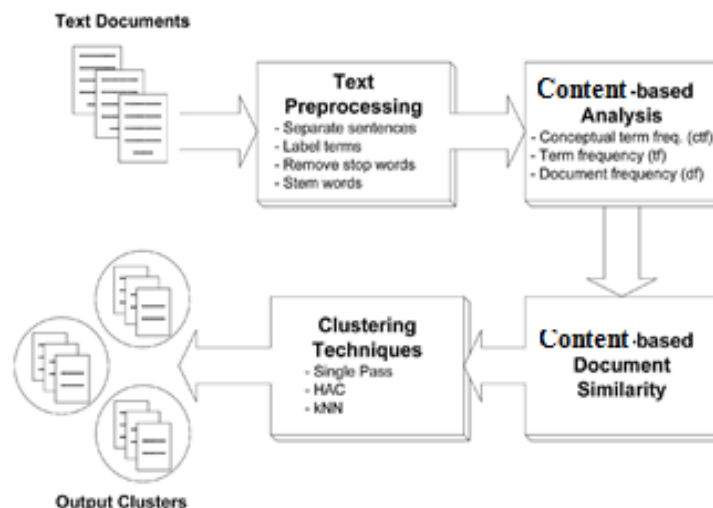 Text Documents
Text
Preprocessing
- Separate sentences
- Label terms
- Remove stop words
- Stem words
Content-based
Analysis
- Conceptual term freq. (ctf)
- Term frequency (tf)
- Document frequency (df)
Content-based
Document
Similarity
Clustering
Techniques
- Single Pass
- HAC
- kNN
Output Clusters